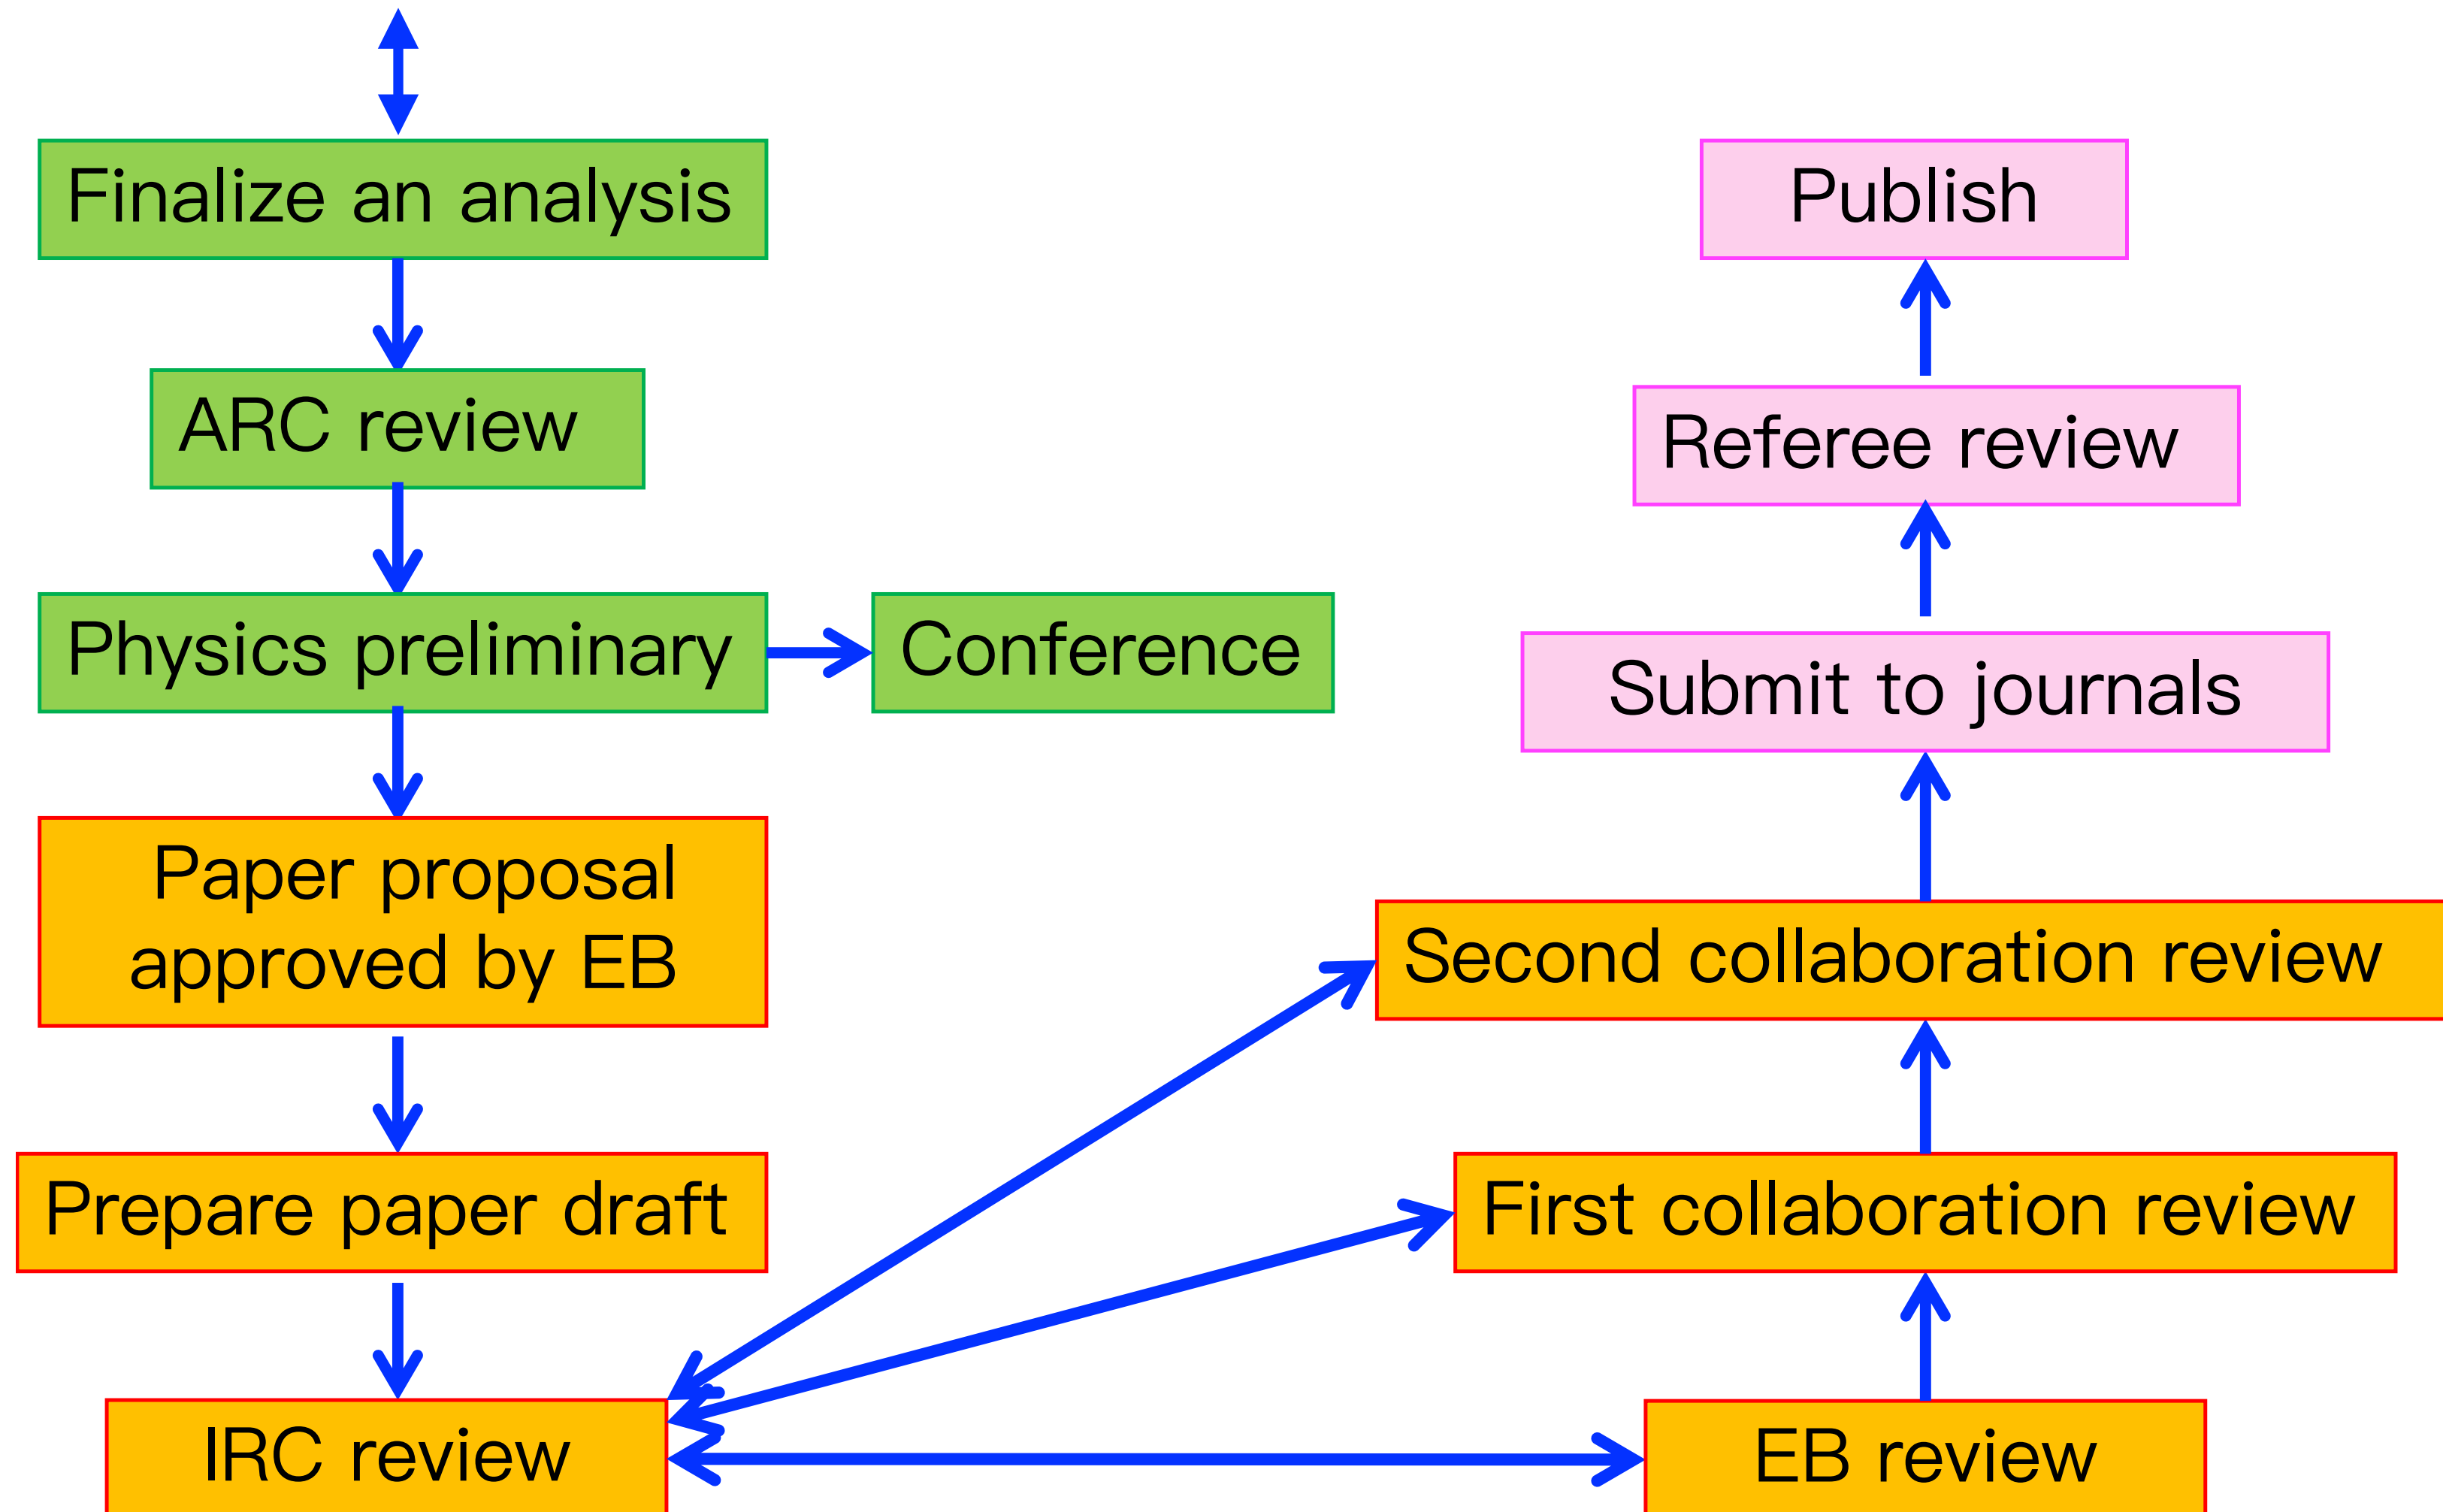 Finalize an analysis
ARC review
Physics preliminary
Conference
Paper proposal
approved by EB
Prepare paper draft
IRC review
EB review
First collaboration review
Second collaboration review
Submit to journals
Referee review
Publish